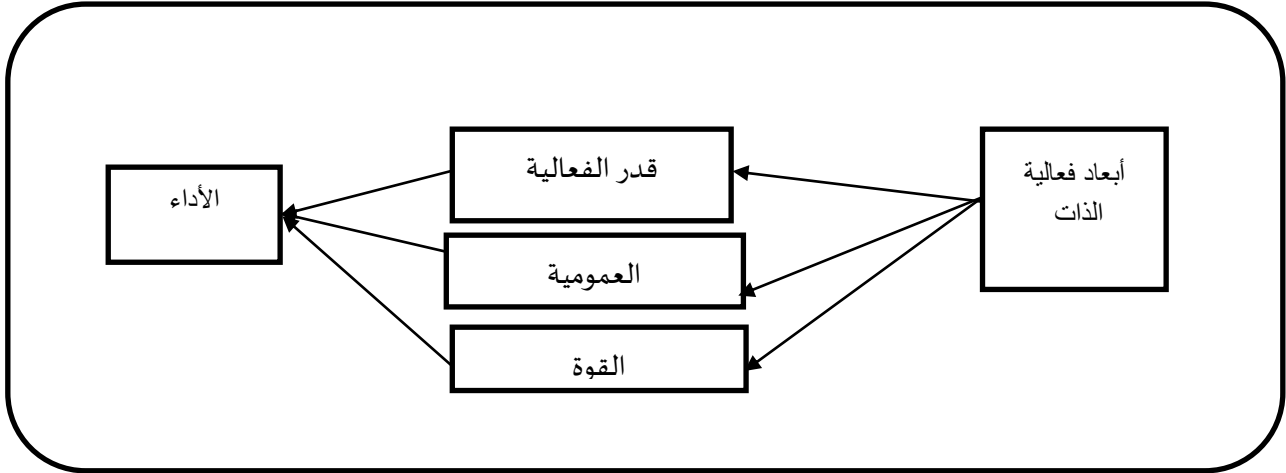 أبعاد فعالية
الذات
قدر الفعالية
العمومية
القوة
الأداء